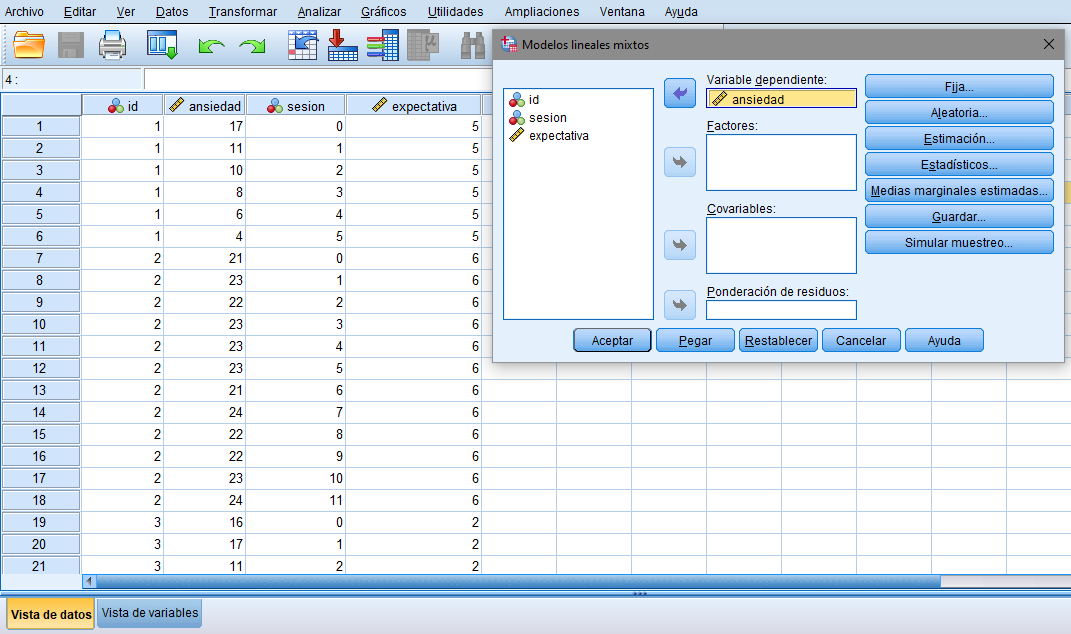 Archivo Editar Ver Datos Transformar Analizar Gráficos Utilidades Ampliaciones Ventana Ayuda
4 :
id ansiedad sesion expectativa
1 1 17 0 5
2 1 11 1 5
3 1 10 2 5
4 1 8 3 5
5 1 6 4 5
6 1 4 5 5
7 2 21 0 6
8 2 23 1 6
9 2 22 2 6
10 2 23 3 6
11 2 23 4 6
12 2 23 5 6
13 2 21 6 6
14 2 24 7 6
15 2 22 8 6
16 2 22 9 6
17 2 23 10 6
18 2 24 11 6
19 3 16 0 2
20 3 17 1 2
21 3 11 2 2
Modelos lineales mixtos
id
sesion
expectativa
Variable dependiente:
ansiedad
Factores:
Covariables:
Ponderación de residuos:
Fija...
Aleatoria...
Estimación...
Estadísticos...
Medias marginales estimadas...
Guardar...
Simular muestreo...
Aceptar Pegar Restablecer Cancelar Ayuda
Vista de datos Vista de variables